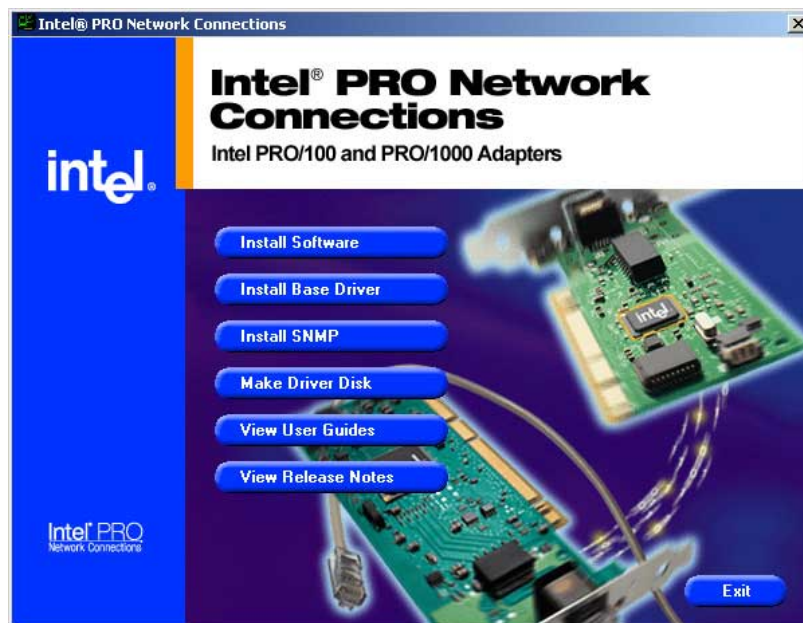 Intel® PRO Network Connections
Intel® PRO Network
Connections
Intel PRO/100 and PRO/1000 Adapters
intel®
Install Software
Install Base Driver
Install SNMP
Make Driver Disk
View User Guides
View Release Notes
intel
Intel® PRO
Network Connections
Exit